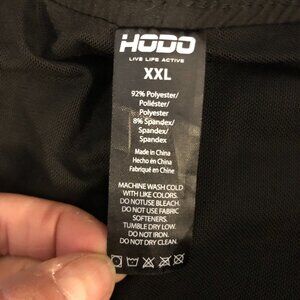 HODO
LIVE LIFE ACTIVE
XXL
92% Polyester/
Poliéster/
Polyester
8% Spandex/
Spandex/
Spandex
Made in China
Hecho en China
Fabriqué en Chine
MACHINE WASH COLD
WITH LIKE COLORS.
DO NOTUSE BLEACH.
DO NOT USE FABRIC
SOFTENERS.
TUMBLE DRY LOW.
DO NOT IRON.
DO NOT DRY CLEAN.